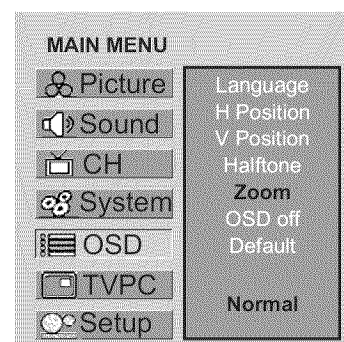 MAIN MENU
Picture
Sound
CH
System
OSD
TVPC
Setup
Language
H Position
V Position
Halftone
Zoom
OSD off
Default
Normal